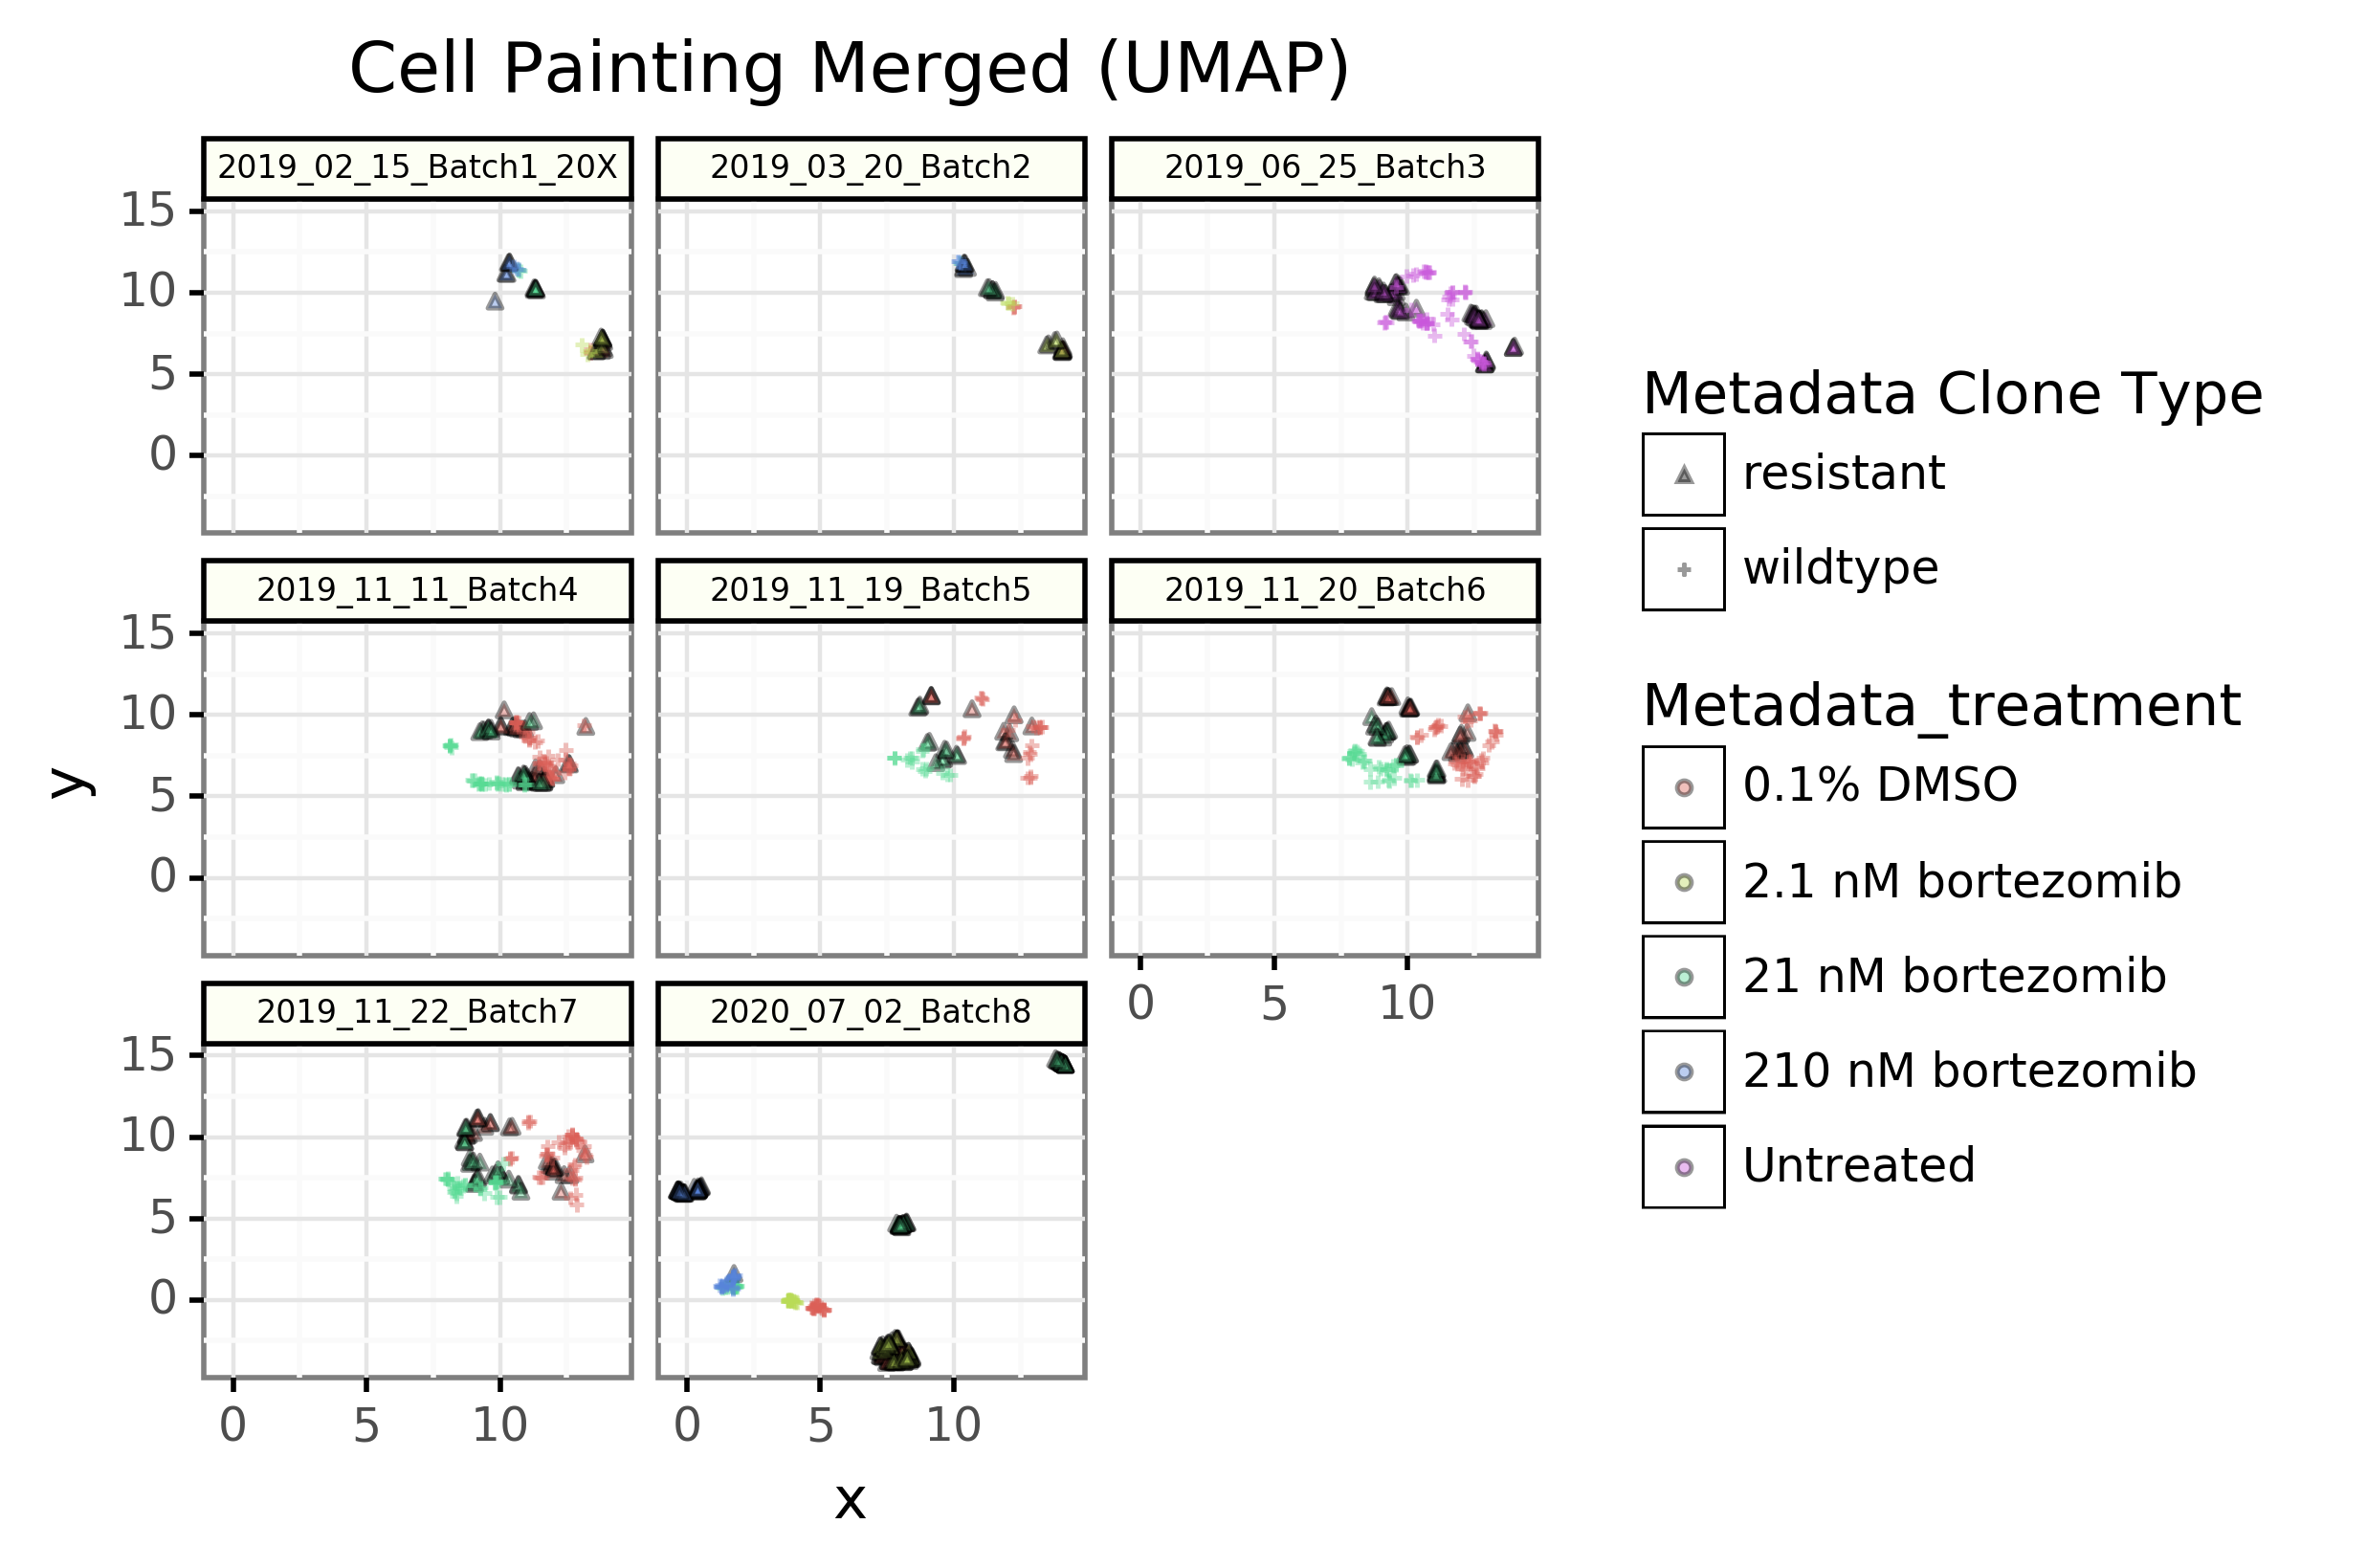 Cell Painting Merged (UMAP)
2019_02_15_Batch1_20X
2019_03_20_Batch2
2019_06_25_Batch3
15
10
5
0
2019_11_11_Batch4
2019_11_19_Batch5
2019_11_20_Batch6
15
10
5
0
0
5
10
2019_11_22_Batch7
2020_07_02_Batch8
15
10
5
0
0
5
10
0
5
10
x
y
Metadata Clone Type
resistant
wildtype
Metadata_treatment
0.1% DMSO
2.1 nM bortezomib
21 nM bortezomib
210 nM bortezomib
Untreated